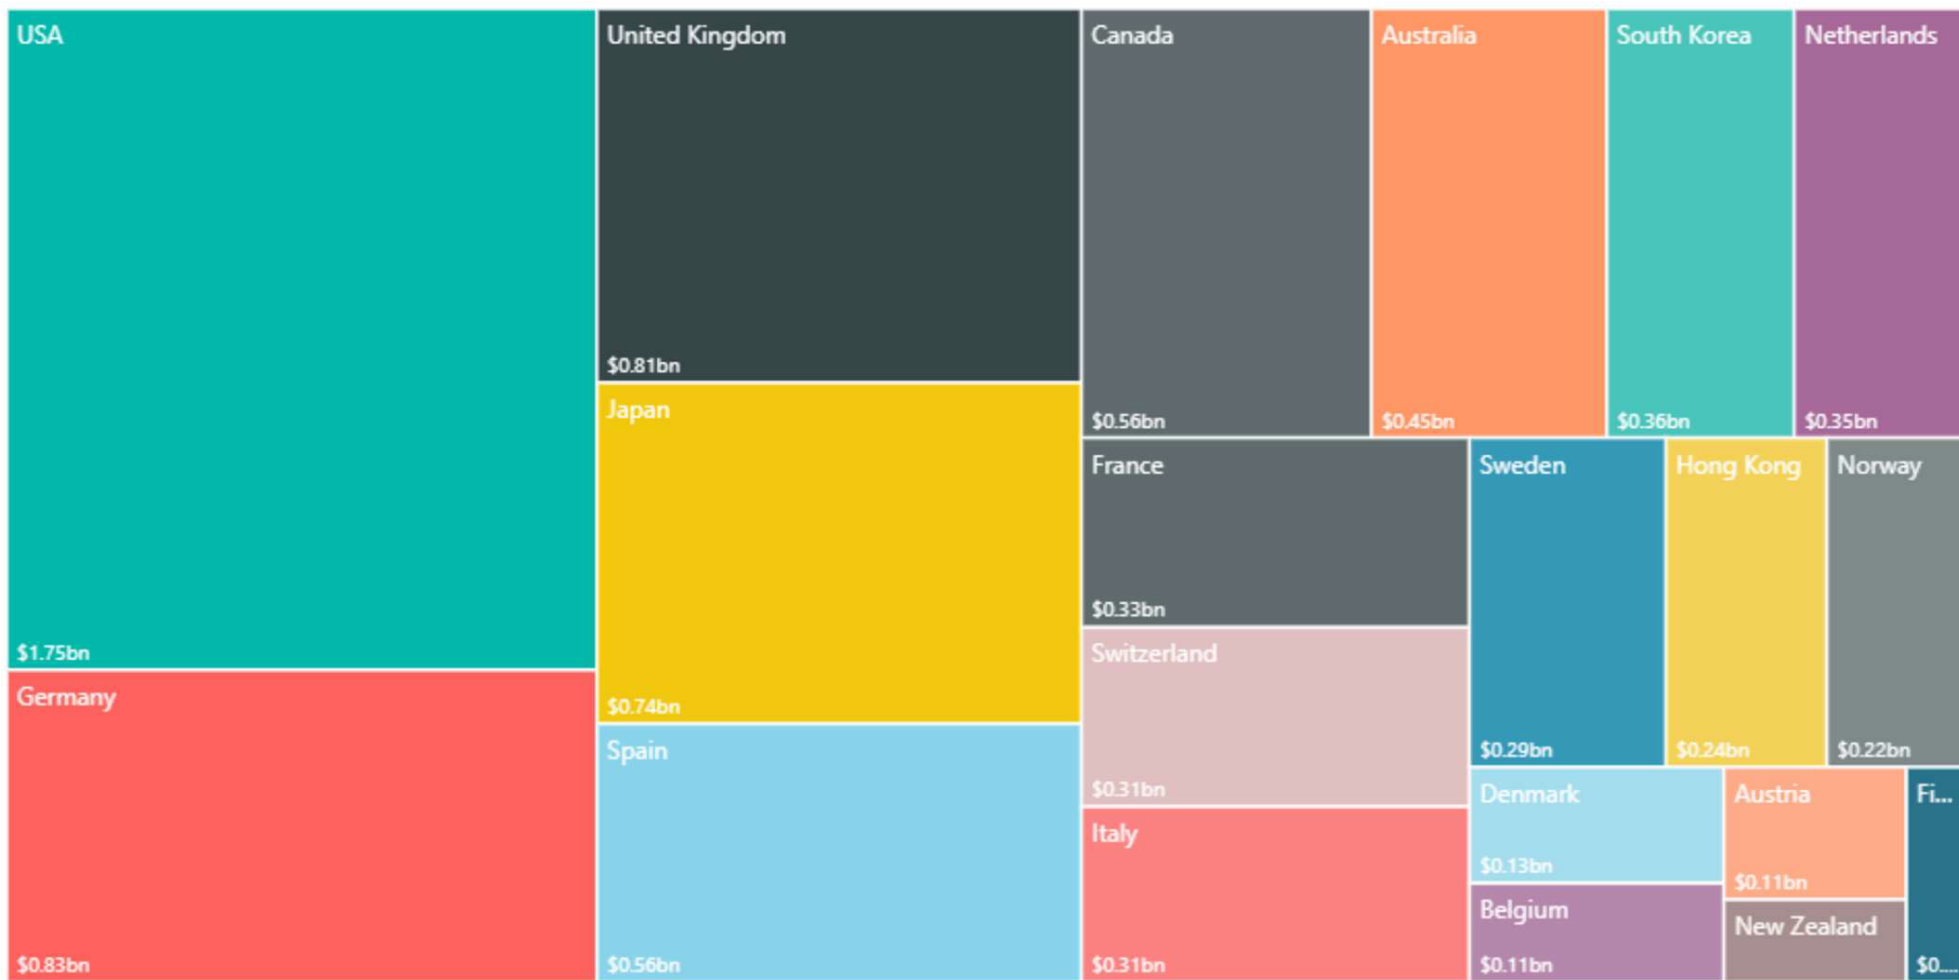 USA
$1.75bn
Germany
$0.83bn
United Kingdom
$0.81bn
Japan
$0.74bn
Spain
$0.56bn
Canada
$0.56bn
Australia
$0.45bn
South Korea
$0.36bn
Netherlands
$0.35bn
France
$0.33bn
Switzerland
$0.31bn
Italy
$0.31bn
Sweden
$0.29bn
Hong Kong
$0.24bn
Norway
$0.22bn
Denmark
$0.13bn
Belgium
$0.11bn
Austria
$0.11bn
New Zealand
Fi...
$0....